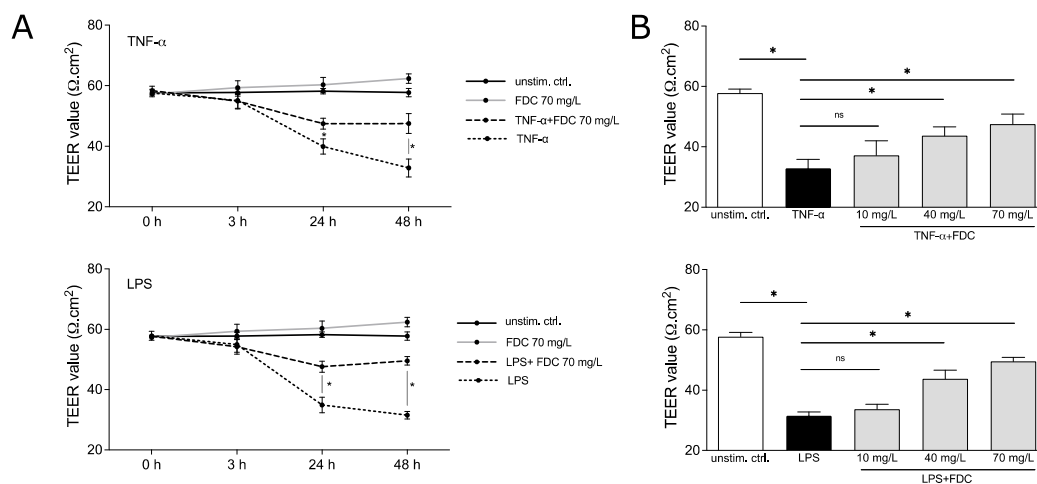 A
TNF-α
TEER value (Ω.cm²)
80
60
40
20
0 h
3 h
24 h
48 h
*
*
unstim. ctrl.
FDC 70 mg/L
TNF-α+FDC 70 mg/L
TNF-α
B
TEER value (Ω.cm²)
80
60
40
20
*
*
*
ns
unstim. ctrl.
TNF-α
10 mg/L
40 mg/L
70 mg/L
TNF-α+FDC
LPS
TEER value (Ω.cm²)
80
60
40
20
0 h
3 h
24 h
48 h
*
*
unstim. ctrl.
FDC 70 mg/L
LPS+ FDC 70 mg/L
LPS
TEER value (Ω.cm²)
80
60
40
20
*
*
*
ns
unstim. ctrl.
LPS
10 mg/L
40 mg/L
70 mg/L
LPS+FDC